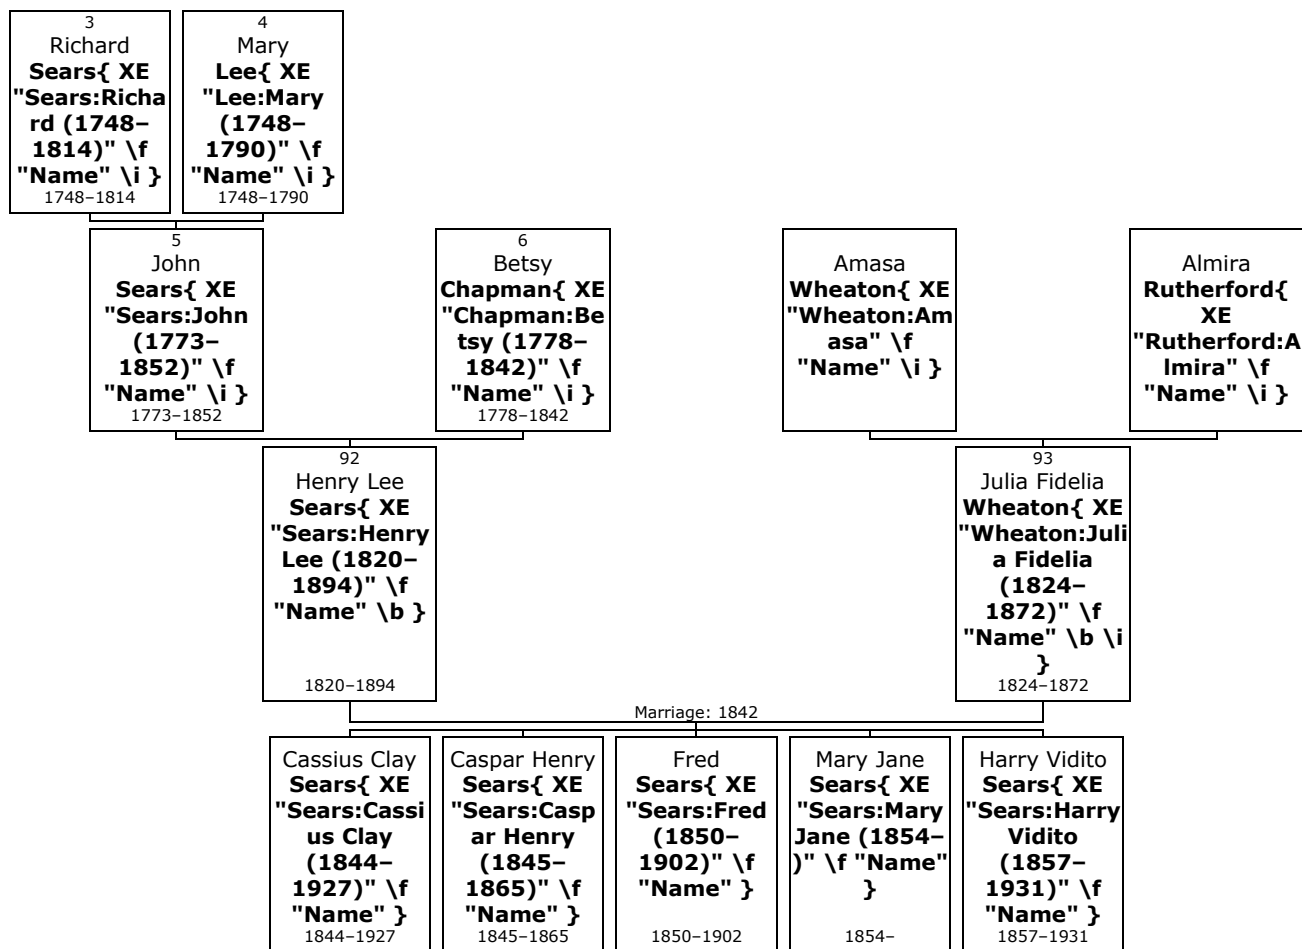 3
Richard
Sears{ XE
"Sears:Richa
rd (1748–
1814)" \f
"Name" \i }
1748–1814
4
Mary
Lee{ XE
"Lee:Mary
(1748–
1790)" \f
"Name" \i }
1748–1790
5
John
Sears{ XE
"Sears:John
(1773–
1852)" \f
"Name" \i }
1773–1852
6
Betsy
Chapman{ XE
"Chapman:Be
tsy (1778–
1842)" \f
"Name" \i }
1778–1842
Amasa
Wheaton{ XE
"Wheaton:Am
asa" \f
"Name" \i }
Almira
Rutherford{
XE
"Rutherford:A
lmira" \f
"Name" \i }
92
Henry Lee
Sears{ XE
"Sears:Henry
Lee (1820–
1894)" \f
"Name" \b }
1820–1894
93
Julia Fidelia
Wheaton{ XE
"Wheaton:Juli
a Fidelia
(1824–
1872)" \f
"Name" \b \i
}
1824–1872
Marriage: 1842
Cassius Clay
Sears{ XE
"Sears:Cassi
us Clay
(1844–
1927)" \f
"Name" }
1844–1927
Caspar Henry
Sears{ XE
"Sears:Casp
ar Henry
(1845–
1865)" \f
"Name" }
1845–1865
Fred
Sears{ XE
"Sears:Fred
(1850–
1902)" \f
"Name" }
1850–1902
Mary Jane
Sears{ XE
"Sears:Mary
Jane (1854–
)" \f "Name"
}
1854–
Harry Vidito
Sears{ XE
"Sears:Harry
Vidito
(1857–
1931)" \f
"Name" }
1857–1931